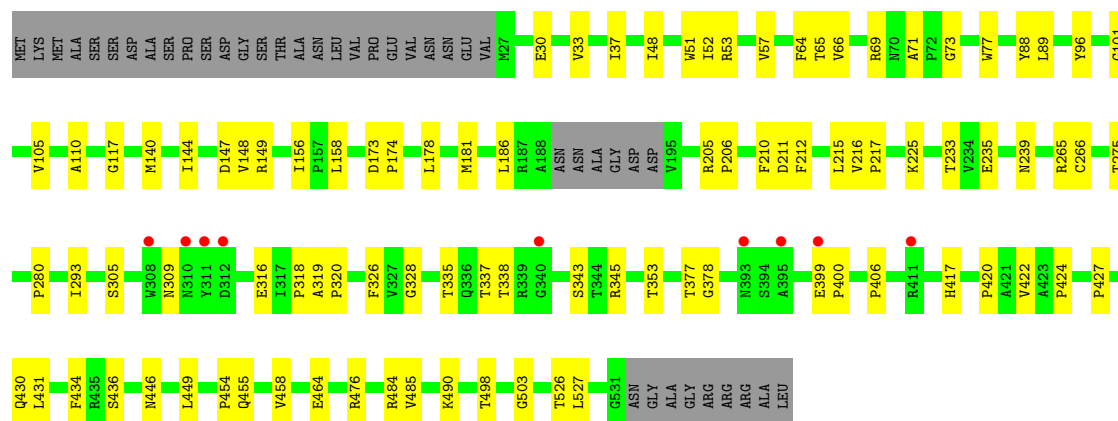 MET LYS MET ALA SER SER ASP ALA SER PRO SER ASP GLY SER THR ALA ASN LEU VAL PRO GLU VAL ASN ASN GLU VAL M27 E30 V33 I37 I48 W51 I52 R53 V57 F64 T65 V66 R69 N70 A71 P72 G73 W77 Y88 L89 Y96
V105 A110 G117 M140 I144 D147 V148 R149 I156 P157 L158 D173 P174 L178 M181 L186 R187 A188 ASN ASN ALA GLY ASP ASP V195 R205 P206 F210 D211 F212 L215 V216 P217 K225 T233 V234 E235 N239 R265 C266 T275
P280 I293 S305 W308 N309 N310 Y311 D312 E316 I317 P318 A319 P320 F326 V327 G328 T335 Q336 T337 T338 R339 G340 S343 T344 R345 T353 T377 G378 N393 S394 A395 E399 P400 P406 R411 H417 P420 A421 V422 A423 P424 P427
Q430 L431 F434 R435 S436 N446 L449 P454 Q455 V458 E464 R476 R484 V485 K490 T498 G503 T526 L527 G531 ASN GLY ALA GLY ARG ARG ARG ALA LEU